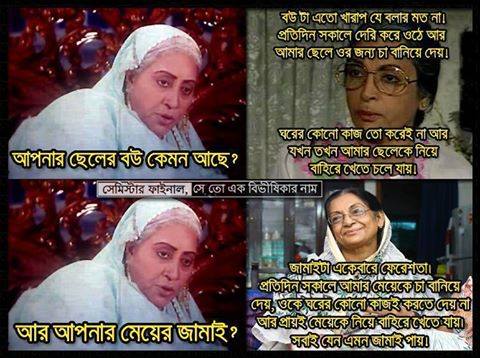 আপনার ছেলের বউ কেমন আছে?
বউ টা এতো খারাপ যে বলার মত না।
প্রতিদিন সকালে দেরি করে ওঠে আর
আমার ছেলে ওর জন্য চা বানিয়ে দেয়।
ঘরের কোনো কাজ তো করেই না আর
যখন তখন আমার ছেলেকে নিয়ে
বাহিরে খেতে চলে যায়।
সেমিস্টার ফাইনাল, সে তো এক বিভীষিকার নাম
আর আপনার মেয়ের জামাই?
জামাইটা একেবারে ফেরেশতা।
প্রতিদিন সকালে আমার মেয়েকে চা বানিয়ে
দেয়, ওকে ঘরের কোনো কাজই করতে দেয় না
আর প্রায়ই মেয়েকে নিয়ে বাহিরে খেতে যায়।
সবাই যেন এমন জামাই পায়।